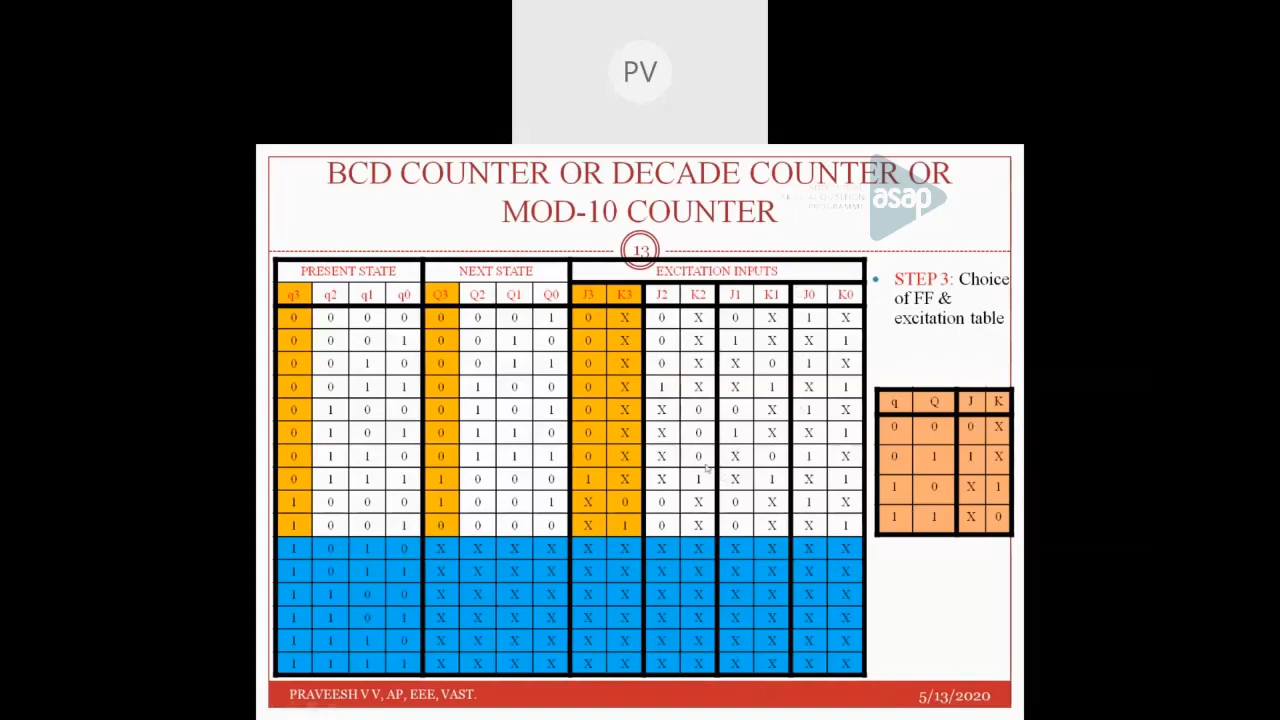 PV
BCD COUNTER OR DECADE COUNTER OR
MOD-10 COUNTER
asap
13
PRESENT STATE NEXT STATE EXCITATION INPUTS
q3 q2 q1 q0 Q3 Q2 Q1 Q0 J3 K3 J2 K2 J1 K1 J0 K0
0 0 0 0 0 0 0 1 0 X 0 X 0 X 1 X
0 0 0 1 0 0 1 0 0 X 0 X 1 X X 1
0 0 1 0 0 0 1 1 0 X 0 X X 0 1 X
0 0 1 1 0 1 0 0 0 X 1 X X 1 X 1
0 1 0 0 0 1 0 1 0 X X 0 0 X 1 X
0 1 0 1 0 1 1 0 0 X X 0 1 X X 1
0 1 1 0 0 1 1 1 0 X X 0 X 0 1 X
0 1 1 1 1 0 0 0 1 X X 1 X 1 X 1
1 0 0 0 1 0 0 1 X 0 0 X 0 X 1 X
1 0 0 1 0 0 0 0 X 1 0 X 0 X X 1
1 0 1 0 X X X X X X X X X X X X
1 0 1 1 X X X X X X X X X X X X
1 1 0 0 X X X X X X X X X X X X
1 1 0 1 X X X X X X X X X X X X
1 1 1 0 X X X X X X X X X X X X
1 1 1 1 X X X X X X X X X X X X
• STEP 3: Choice
of FF &
excitation table
q Q J K
0 0 0 X
0 1 1 X
1 0 X 1
1 1 X 0
PRAVEESH V V, AP, EEE, VAST.
5/13/2020